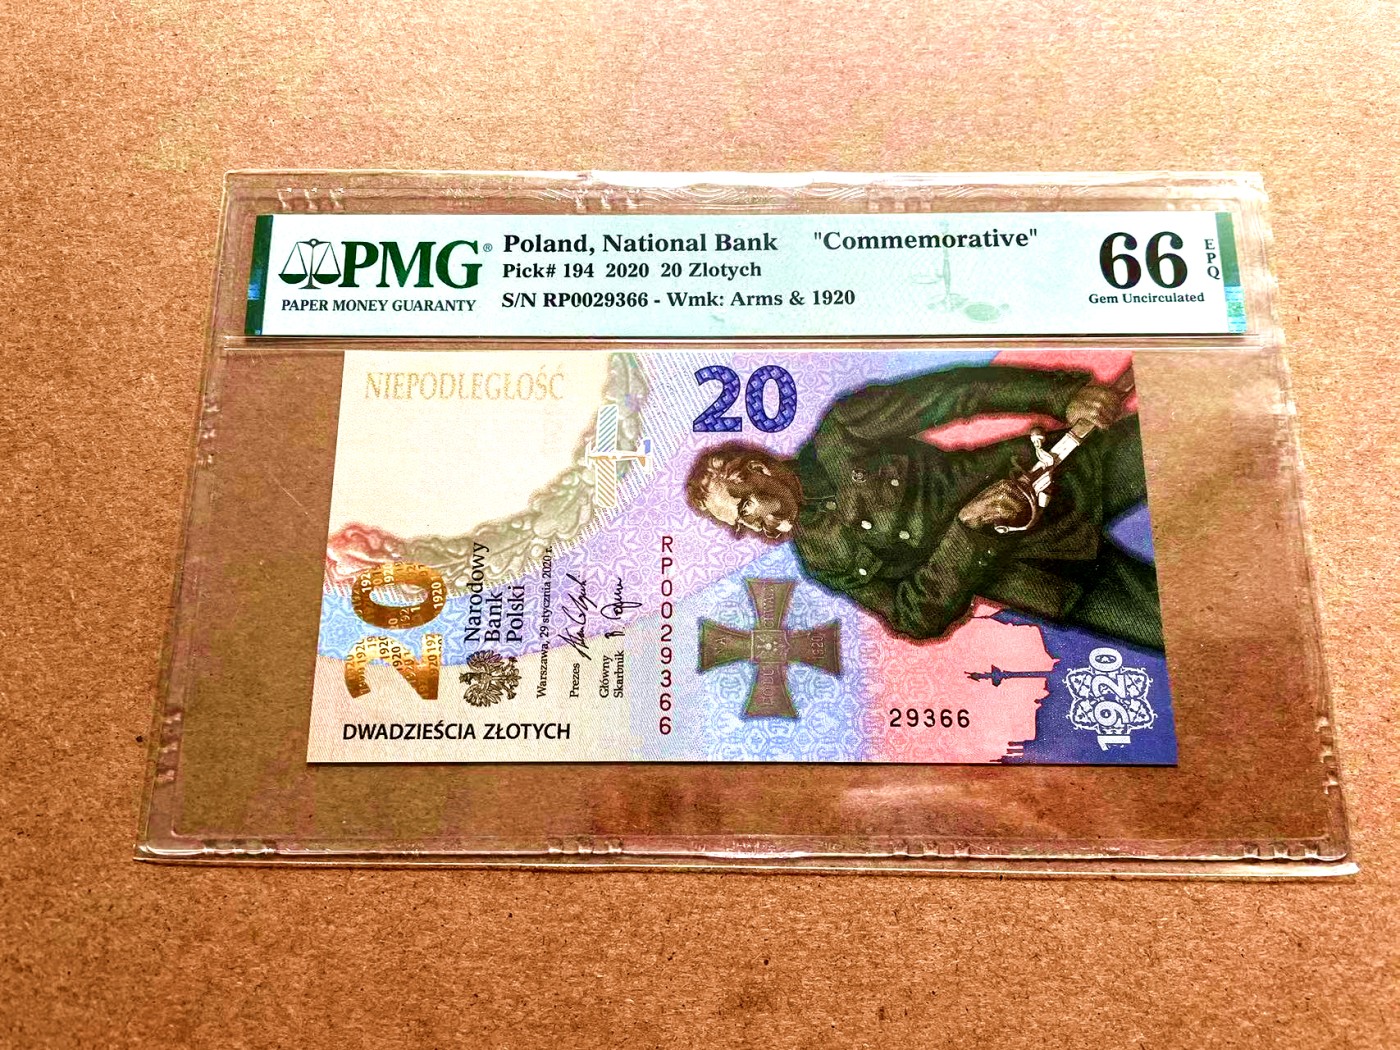 PMG®
PAPER MONEY GUARANTY
Poland, National Bank "Commemorative"
Pick# 194 2020 20 Zlotych
S/N RP0029366 - Wmk: Arms & 1920
66
EPQ
Gem Uncirculated
NIEPODLEGŁOŚĆ
20
20
Narodowy
Bank
Polski
Warszawa, 29 stycznia 2020 r.
Prezes
Główny
Skarbnik
DWADZIEŚCIA ZŁOTYCH
RP0029366
29366
1920